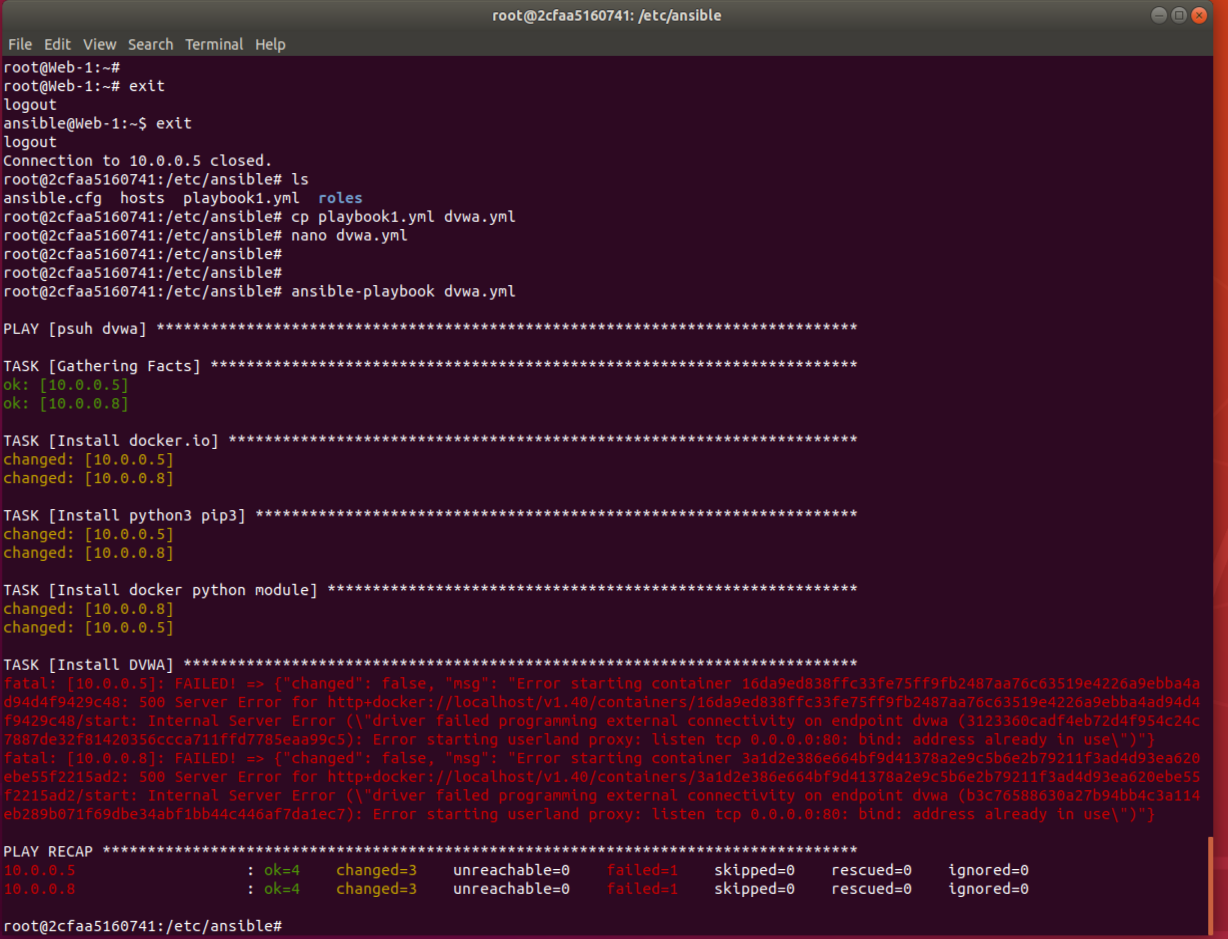 root@2cfaa5160741: /etc/ansible
File Edit View Search Terminal Help
root@Web-1:~#
root@Web-1:~# exit
logout
ansible@Web-1:~$ exit
logout
Connection to 10.0.0.5 closed.
root@2cfaa5160741:/etc/ansible# ls
ansible.cfg  hosts  playbook1.yml  roles
root@2cfaa5160741:/etc/ansible# cp playbook1.yml dvwa.yml
root@2cfaa5160741:/etc/ansible# nano dvwa.yml
root@2cfaa5160741:/etc/ansible#
root@2cfaa5160741:/etc/ansible#
root@2cfaa5160741:/etc/ansible# ansible-playbook dvwa.yml
PLAY [psuh dvwa] ******************************************************************************
TASK [Gathering Facts] ************************************************************************
ok: [10.0.0.5]
ok: [10.0.0.8]
TASK [Install docker.io] **********************************************************************
changed: [10.0.0.5]
changed: [10.0.0.8]
TASK [Install python3 pip3] *******************************************************************
changed: [10.0.0.5]
changed: [10.0.0.8]
TASK [Install docker python module] ***********************************************************
changed: [10.0.0.8]
changed: [10.0.0.5]
TASK [Install DVWA] ***************************************************************************
fatal: [10.0.0.5]: FAILED! => {"changed": false, "msg": "Error starting container 16da9ed838ffc33fe75ff9fb2487aa76c63519e4226a9ebba4a
d94d4f9429c48: 500 Server Error for http+docker://localhost/v1.40/containers/16da9ed838ffc33fe75ff9fb2487aa76c63519e4226a9ebba4ad94d4
f9429c48/start: Internal Server Error (\"driver failed programming external connectivity on endpoint dvwa (3123360cadf4eb72d4f954c24c
7887de32f81420356ccca711ffd7785eaa99c5): Error starting userland proxy: listen tcp 0.0.0.0:80: bind: address already in use\")"}
fatal: [10.0.0.8]: FAILED! => {"changed": false, "msg": "Error starting container 3a1d2e386e664bf9d41378a2e9c5b6e2b79211f3ad4d93ea620
ebe55f2215ad2: 500 Server Error for http+docker://localhost/v1.40/containers/3a1d2e386e664bf9d41378a2e9c5b6e2b79211f3ad4d93ea620ebe55
f2215ad2/start: Internal Server Error (\"driver failed programming external connectivity on endpoint dvwa (b3c76588630a27b94bb4c3a114
eb289b071f69dbe34abf1bb44c446af7da1ec7): Error starting userland proxy: listen tcp 0.0.0.0:80: bind: address already in use\")"}
PLAY RECAP ************************************************************************************
10.0.0.5                   : ok=4    changed=3    unreachable=0    failed=1    skipped=0    rescued=0    ignored=0
10.0.0.8                   : ok=4    changed=3    unreachable=0    failed=1    skipped=0    rescued=0    ignored=0
root@2cfaa5160741:/etc/ansible#